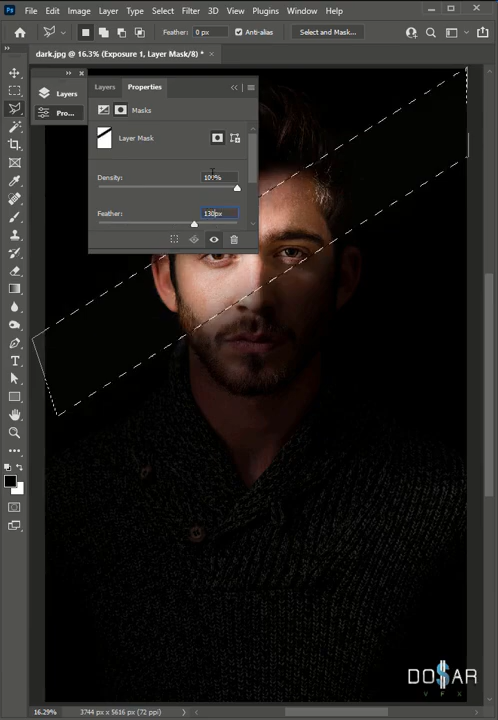 Ps File Edit Image Layer Type Select Filter 3D View Plugins Window Help
Feather: 0 px Anti-alias Select and Mask...
dark.jpg @ 16.3% (Exposure 1, Layer Mask/8) *
Layers
Pro...
Layers Properties
Masks
Layer Mask
Density: 100%
Feather: 130px
DOSAR
VFS
16.29% 3744 px x 5616 px (72 ppi)